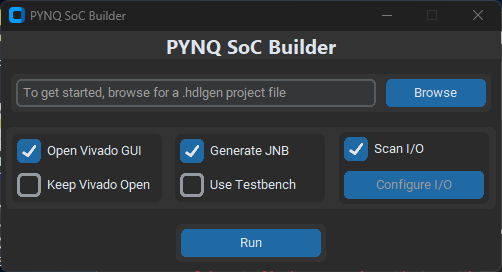 PYNQ SoC Builder
PYNQ SoC Builder
To get started, browse for a .hdlgen project file
Browse
Open Vivado GUI
Generate JNB
Scan I/O
Keep Vivado Open
Use Testbench
Configure I/O
Run